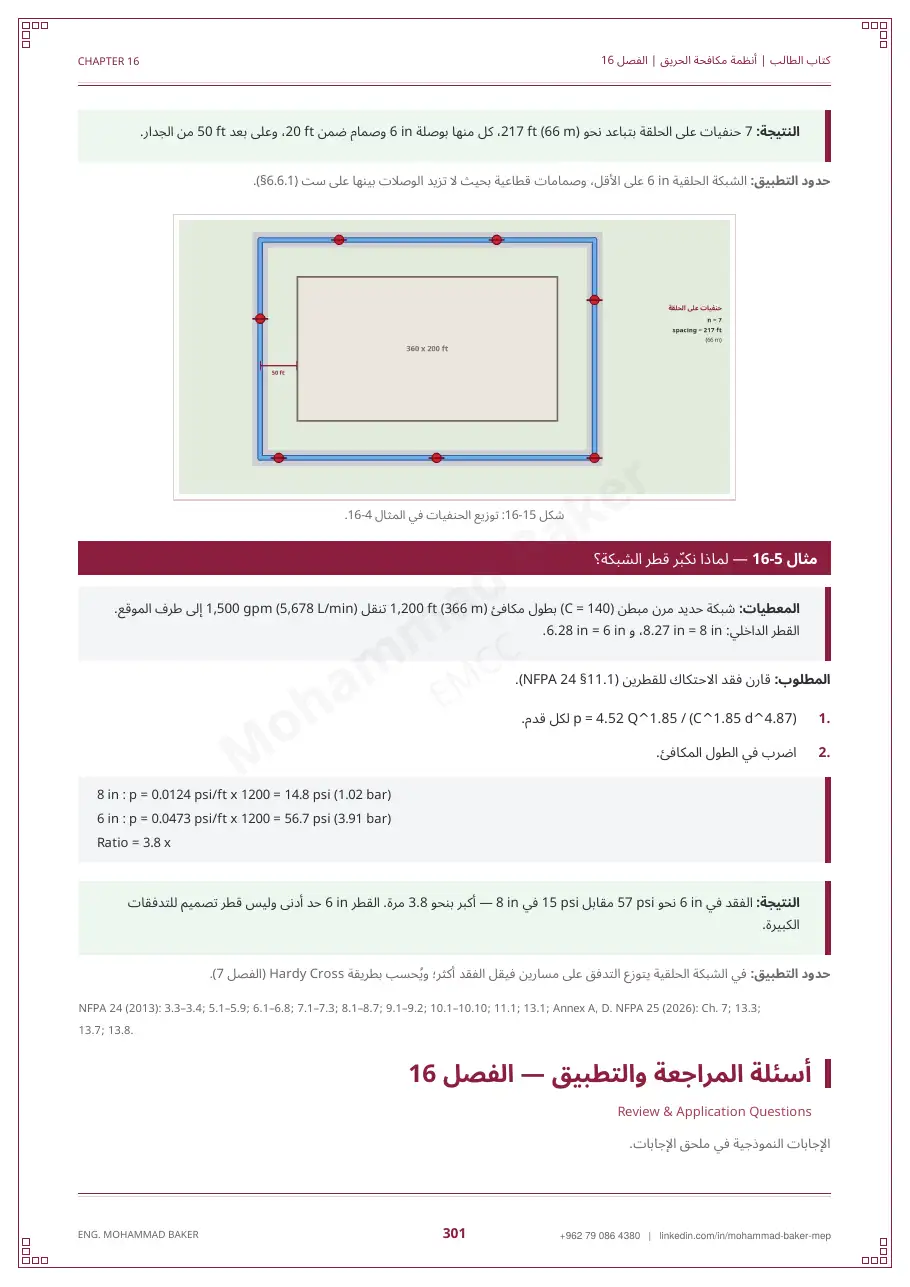 كتاب الطالب | أنظمة مكافحة الحريق | الفصل 16
CHAPTER 16
النتيجة: 7 حنفيات على الحلقة بتباعد نحو 217 ft (66 m)، كل منها بوصلة 6 in وصمام ضمن 20 ft، وعلى بعد 50 ft من الجدار.
حدود التطبيق: الشبكة الحلقية 6 in على الأقل، وصمامات قطاعية بحيث لا تزيد الوصلات بينها على ست (§6.6.1).
حنفيات على الحلقة
n = 7
spacing = 217 ft
(66 m)
360 x 200 ft
50 ft
شكل 15-16: توزيع الحنفيات في المثال 4-16.
مثال 5-16 — لماذا نكبّر قطر الشبكة؟
المعطيات: شبكة حديد مرن مبطن (C = 140) بطول مكافئ 1,200 ft (366 m) تنقل 1,500 gpm (5,678 L/min) إلى طرف الموقع.
القطر الداخلي: 8 in = 8.27 in، و 6 in = 6.28 in.
المطلوب: قارن فقد الاحتكاك للقطرين (NFPA 24 §11.1).
1. p = 4.52 Q^1.85 / (C^1.85 d^4.87) لكل قدم.
2. اضرب في الطول المكافئ.
8 in : p = 0.0124 psi/ft x 1200 = 14.8 psi (1.02 bar)
6 in : p = 0.0473 psi/ft x 1200 = 56.7 psi (3.91 bar)
Ratio = 3.8 x
النتيجة: الفقد في 6 in نحو 57 psi مقابل 15 psi في 8 in — أكبر بنحو 3.8 مرة. القطر 6 in حد أدنى وليس قطر تصميم للتدفقات
الكبيرة.
حدود التطبيق: في الشبكة الحلقية يتوزع التدفق على مسارين فيقل الفقد أكثر؛ ويُحسب بطريقة Hardy Cross (الفصل 7).
NFPA 24 (2013): 3.3–3.4; 5.1–5.9; 6.1–6.8; 7.1–7.3; 8.1–8.7; 9.1–9.2; 10.1–10.10; 11.1; 13.1; Annex A, D. NFPA 25 (2026): Ch. 7; 13.3;
13.7; 13.8.
أسئلة المراجعة والتطبيق — الفصل 16
Review & Application Questions
الإجابات النموذجية في ملحق الإجابات.
Mohammad Baker
EMCC
ENG. MOHAMMAD BAKER
301
+962 79 086 4380 | linkedin.com/in/mohammad-baker-mep